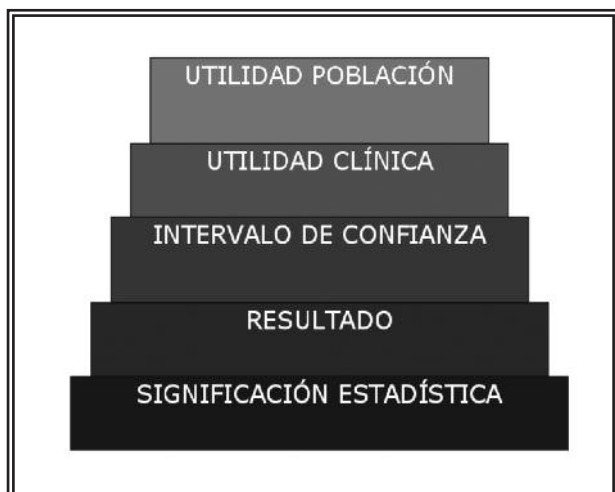 UTILIDAD POBLACIÓN
UTILIDAD CLÍNICA
INTERVALO DE CONFIANZA
RESULTADO
SIGNIFICACIÓN ESTADÍSTICA